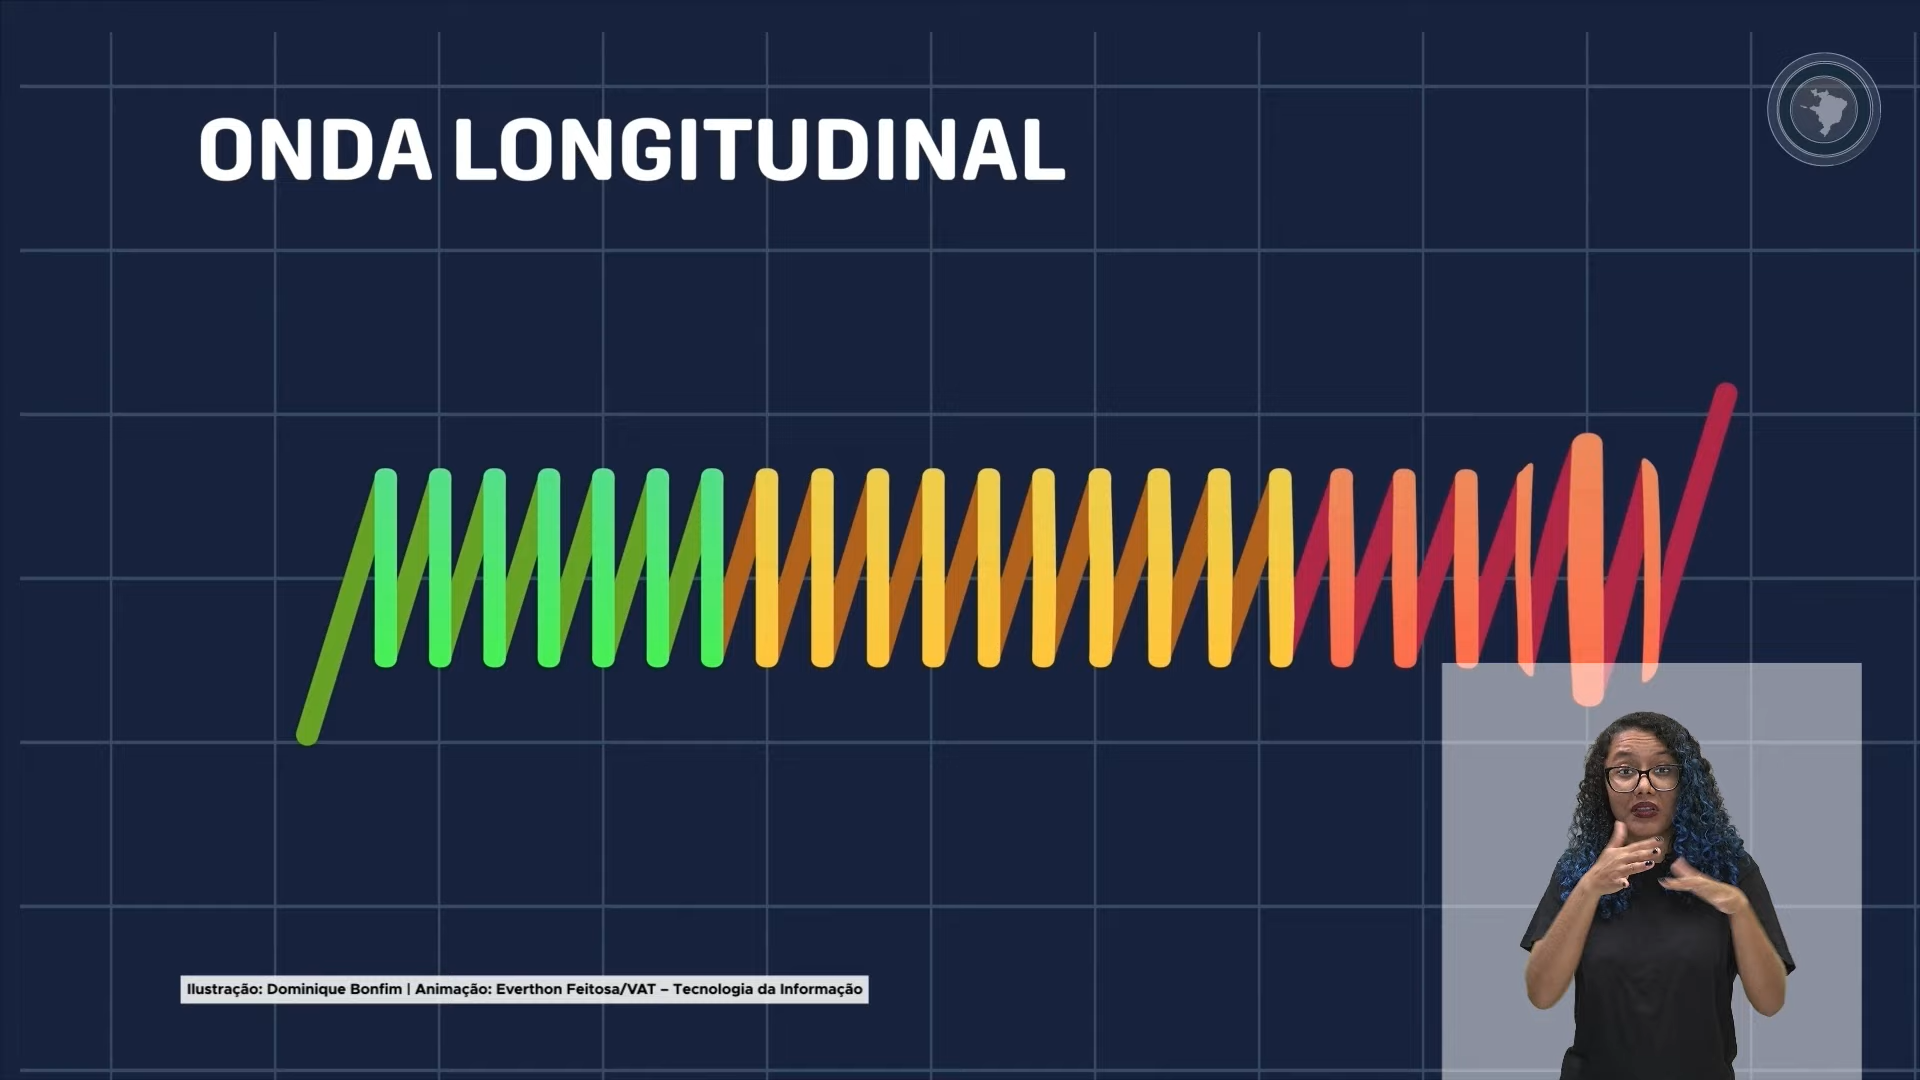 ONDA LONGITUDINAL
Ilustração: Dominique Bonfim | Animação: Everthon Feitosa/VAT – Tecnologia da Informação